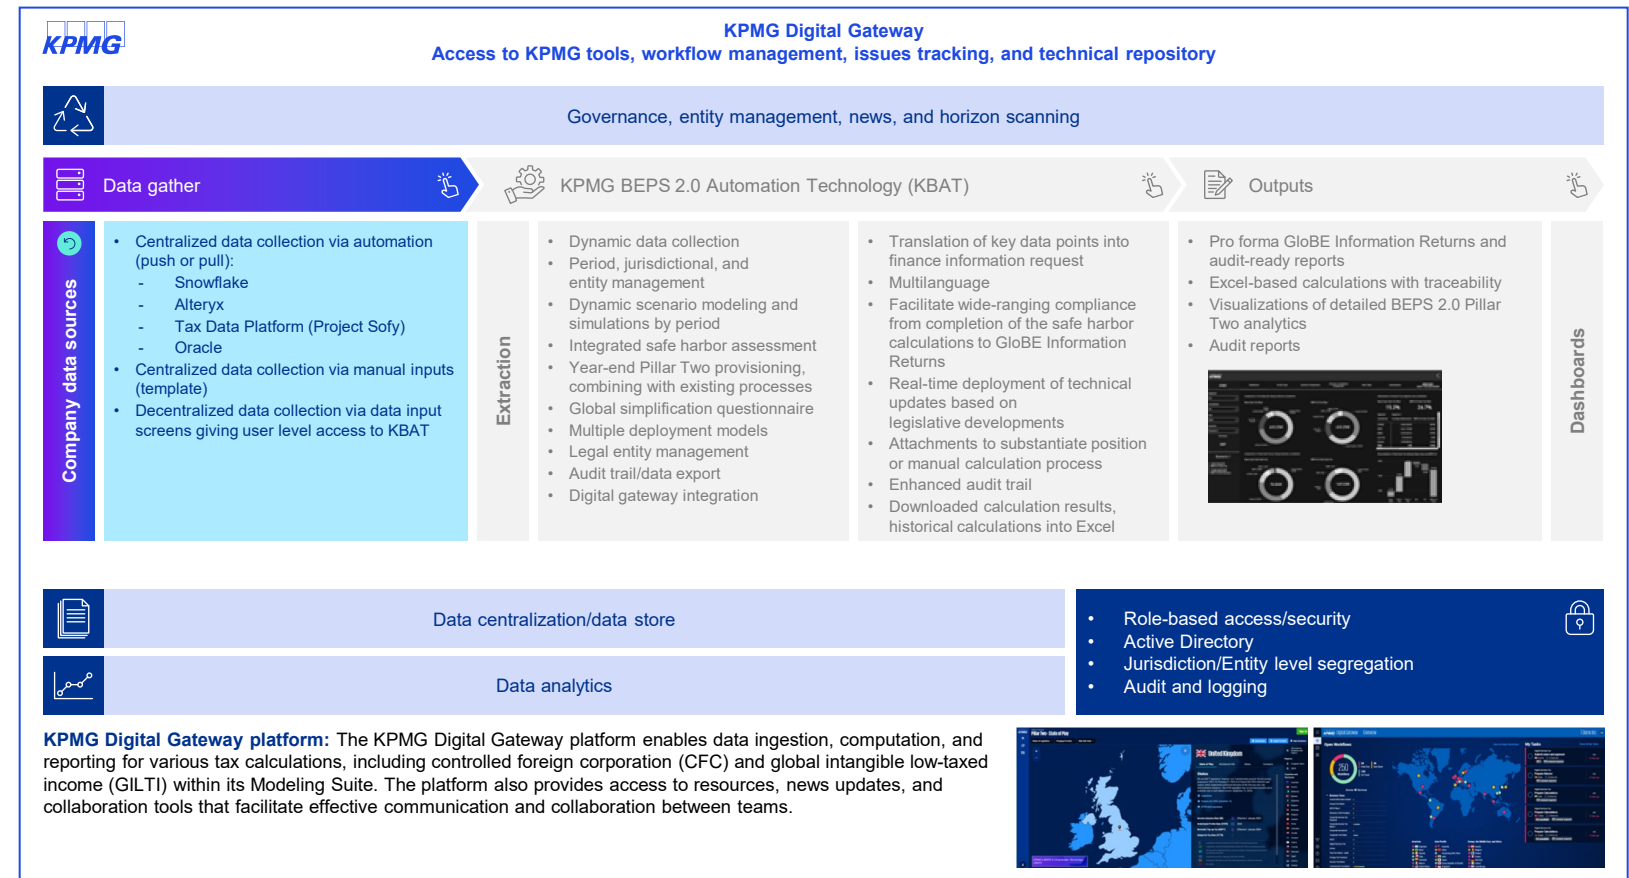 KPMG
KPMG Digital Gateway
Access to KPMG tools, workflow management, issues tracking, and technical repository
Governance, entity management, news, and horizon scanning
Data gather
KPMG BEPS 2.0 Automation Technology (KBAT)
Outputs
Company data sources
• Centralized data collection via automation
(push or pull):
- Snowflake
- Alteryx
- Tax Data Platform (Project Sofy)
- Oracle
• Centralized data collection via manual inputs
(template)
• Decentralized data collection via data input
screens giving user level access to KBAT
Extraction
• Dynamic data collection
• Period, jurisdictional, and
entity management
• Dynamic scenario modeling and
simulations by period
• Integrated safe harbor assessment
• Year-end Pillar Two provisioning,
combining with existing processes
• Global simplification questionnaire
• Multiple deployment models
• Legal entity management
• Audit trail/data export
• Digital gateway integration
• Translation of key data points into
finance information request
• Multilanguage
• Facilitate wide-ranging compliance
from completion of the safe harbor
calculations to GloBE Information
Returns
• Real-time deployment of technical
updates based on
legislative developments
• Attachments to substantiate position
or manual calculation process
• Enhanced audit trail
• Downloaded calculation results,
historical calculations into Excel
• Pro forma GloBE Information Returns and
audit-ready reports
• Excel-based calculations with traceability
• Visualizations of detailed BEPS 2.0 Pillar
Two analytics
• Audit reports
Dashboards
Data centralization/data store
Data analytics
• Role-based access/security
• Active Directory
• Jurisdiction/Entity level segregation
• Audit and logging
KPMG Digital Gateway platform: The KPMG Digital Gateway platform enables data ingestion, computation, and
reporting for various tax calculations, including controlled foreign corporation (CFC) and global intangible low-taxed
income (GILTI) within its Modeling Suite. The platform also provides access to resources, news updates, and
collaboration tools that facilitate effective communication and collaboration between teams.
Pillar Two - State of Play
United Kingdom
Open Workflows
250
My Tasks